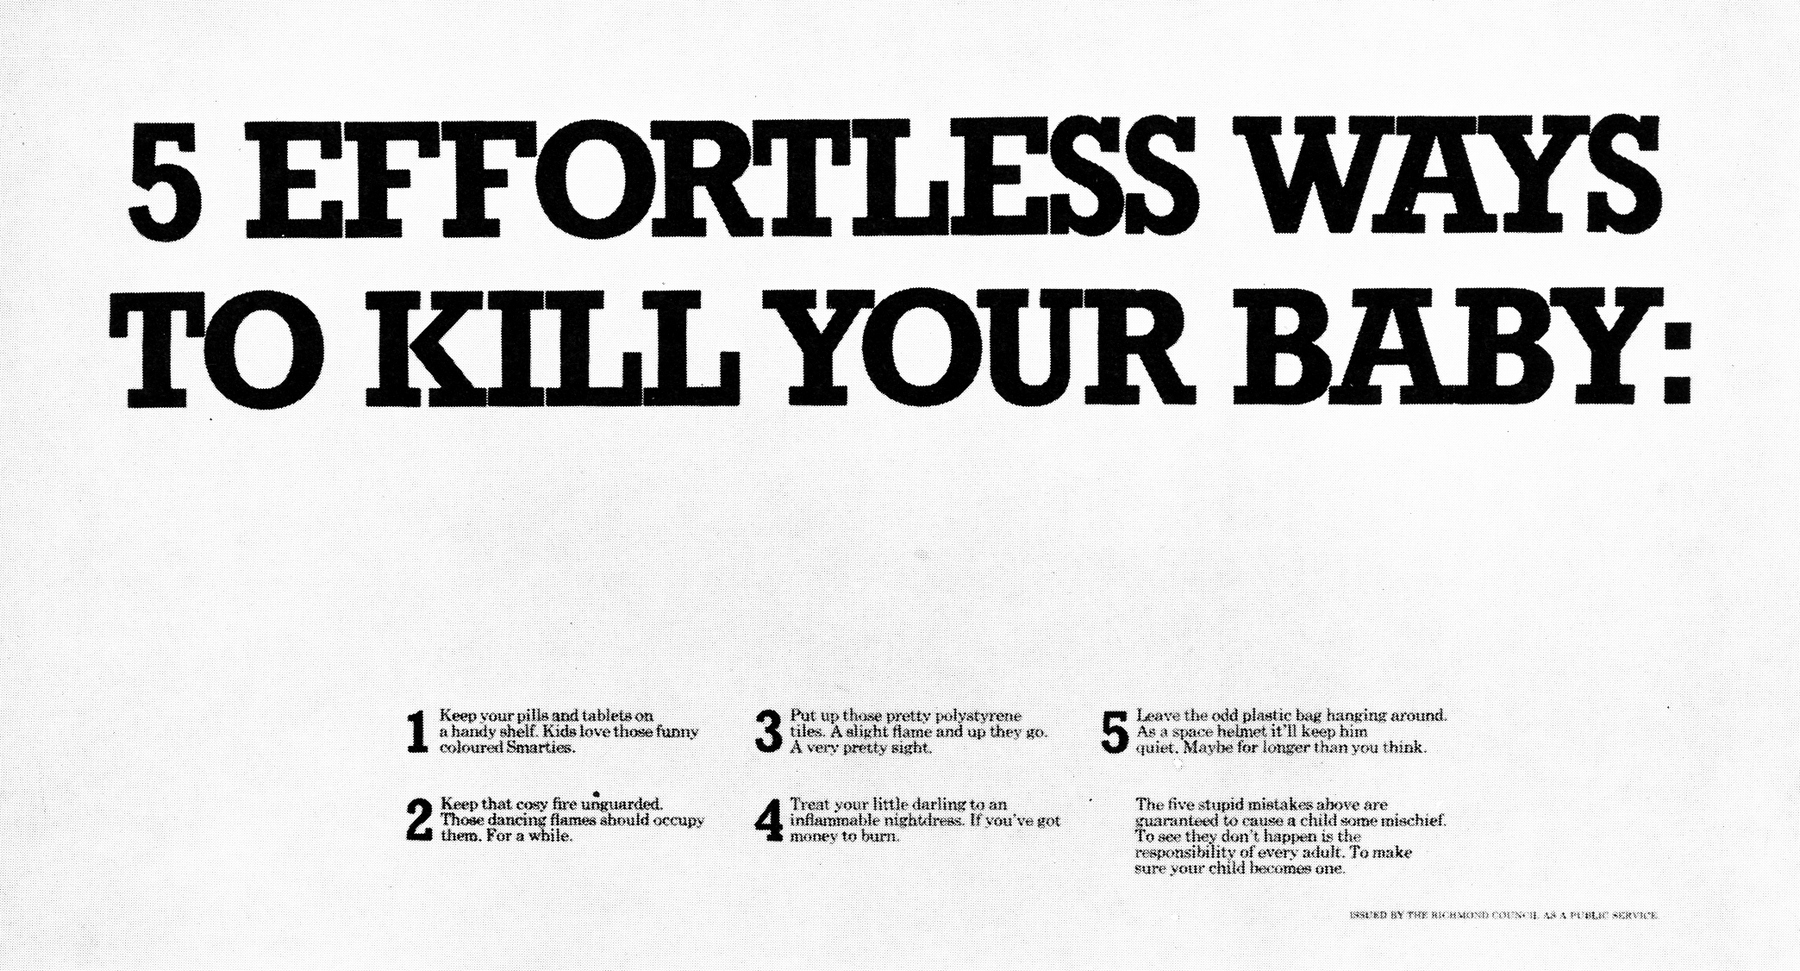 5 EFFORTLESS WAYS
TO KILL YOUR BABY:
1 Keep your pills and tablets on
a handy shelf. Kids love those funny
coloured Smarties.
2 Keep that cosy fire unguarded.
Those dancing flames should occupy
them. For a while.
3 Put up those pretty polystyrene
tiles. A slight flame and up they go.
A very pretty sight.
4 Treat your little darling to an
inflammable nightdress. If you've got
money to burn.
5 Leave the odd plastic bag hanging around.
As a space helmet it'll keep him
quiet. Maybe for longer than you think.
The five stupid mistakes above are
guaranteed to cause a child some mischief.
To see they don't happen is the
responsibility of every adult. To make
sure your child becomes one.
ISSUED BY THE RICHMOND COUNCIL AS A PUBLIC SERVICE.